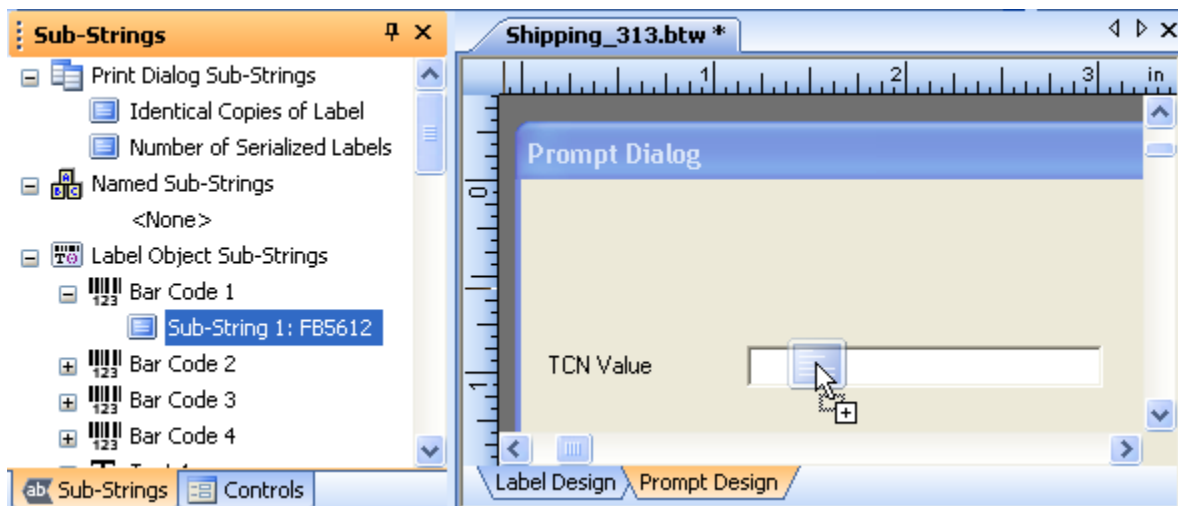 Sub-Strings
Print Dialog Sub-Strings
Identical Copies of Label
Number of Serialized Labels
Named Sub-Strings
<None>
Label Object Sub-Strings
Bar Code 1
Sub-String 1: FB5612
Bar Code 2
Bar Code 3
Bar Code 4
Sub-Strings
Controls
Shipping_313.btw *
1 2 3 in
0
1
Prompt Dialog
TCN Value
Label Design
Prompt Design